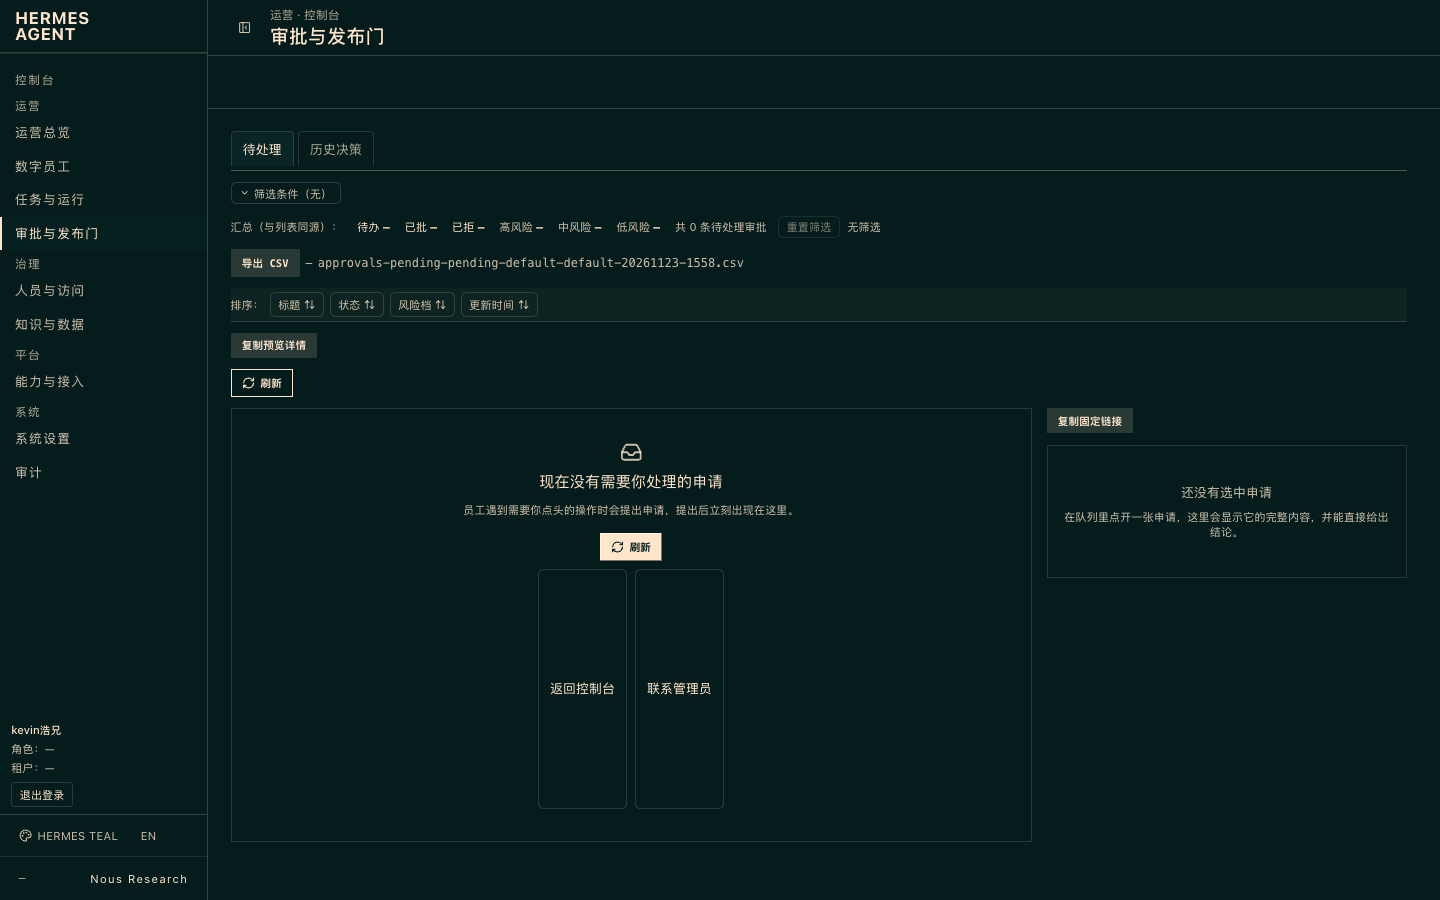 HERMES
AGENT
控制台
运营
运营总览
数字员工
任务与运行
审批与发布门
治理
人员与访问
知识与数据
平台
能力与接入
系统
系统设置
审计
kevin浩兄
角色：—
租户：—
退出登录
HERMES TEAL EN
— Nous Research
运营 · 控制台
审批与发布门
待处理 历史决策
筛选条件（无）
汇总（与列表同源）： 待办 — 已批 — 已拒 — 高风险 — 中风险 — 低风险 — 共 0 条待处理审批 重置筛选 无筛选
导出 CSV — approvals-pending-pending-default-default-20261123-1558.csv
排序： 标题 ⇅ 状态 ⇅ 风险档 ⇅ 更新时间 ⇅
复制预览详情
刷新
现在没有需要你处理的申请
员工遇到需要你点头的操作时会提出申请，提出后立刻出现在这里。
刷新
返回控制台 联系管理员
复制固定链接
还没有选中申请
在队列里点开一张申请，这里会显示它的完整内容，并能直接给出
结论。